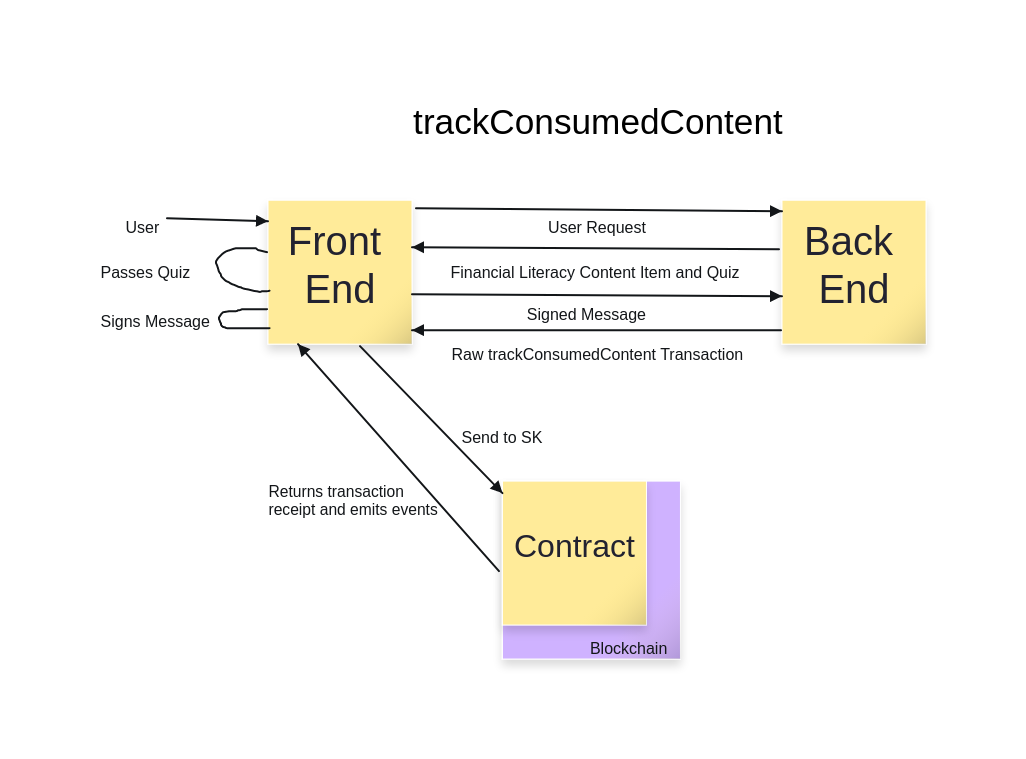 trackConsumedContent
User
Passes Quiz
Signs Message
Front
End
User Request
Financial Literacy Content Item and Quiz
Signed Message
Raw trackConsumedContent Transaction
Back
End
Send to SK
Returns transaction
receipt and emits events
Contract
Blockchain